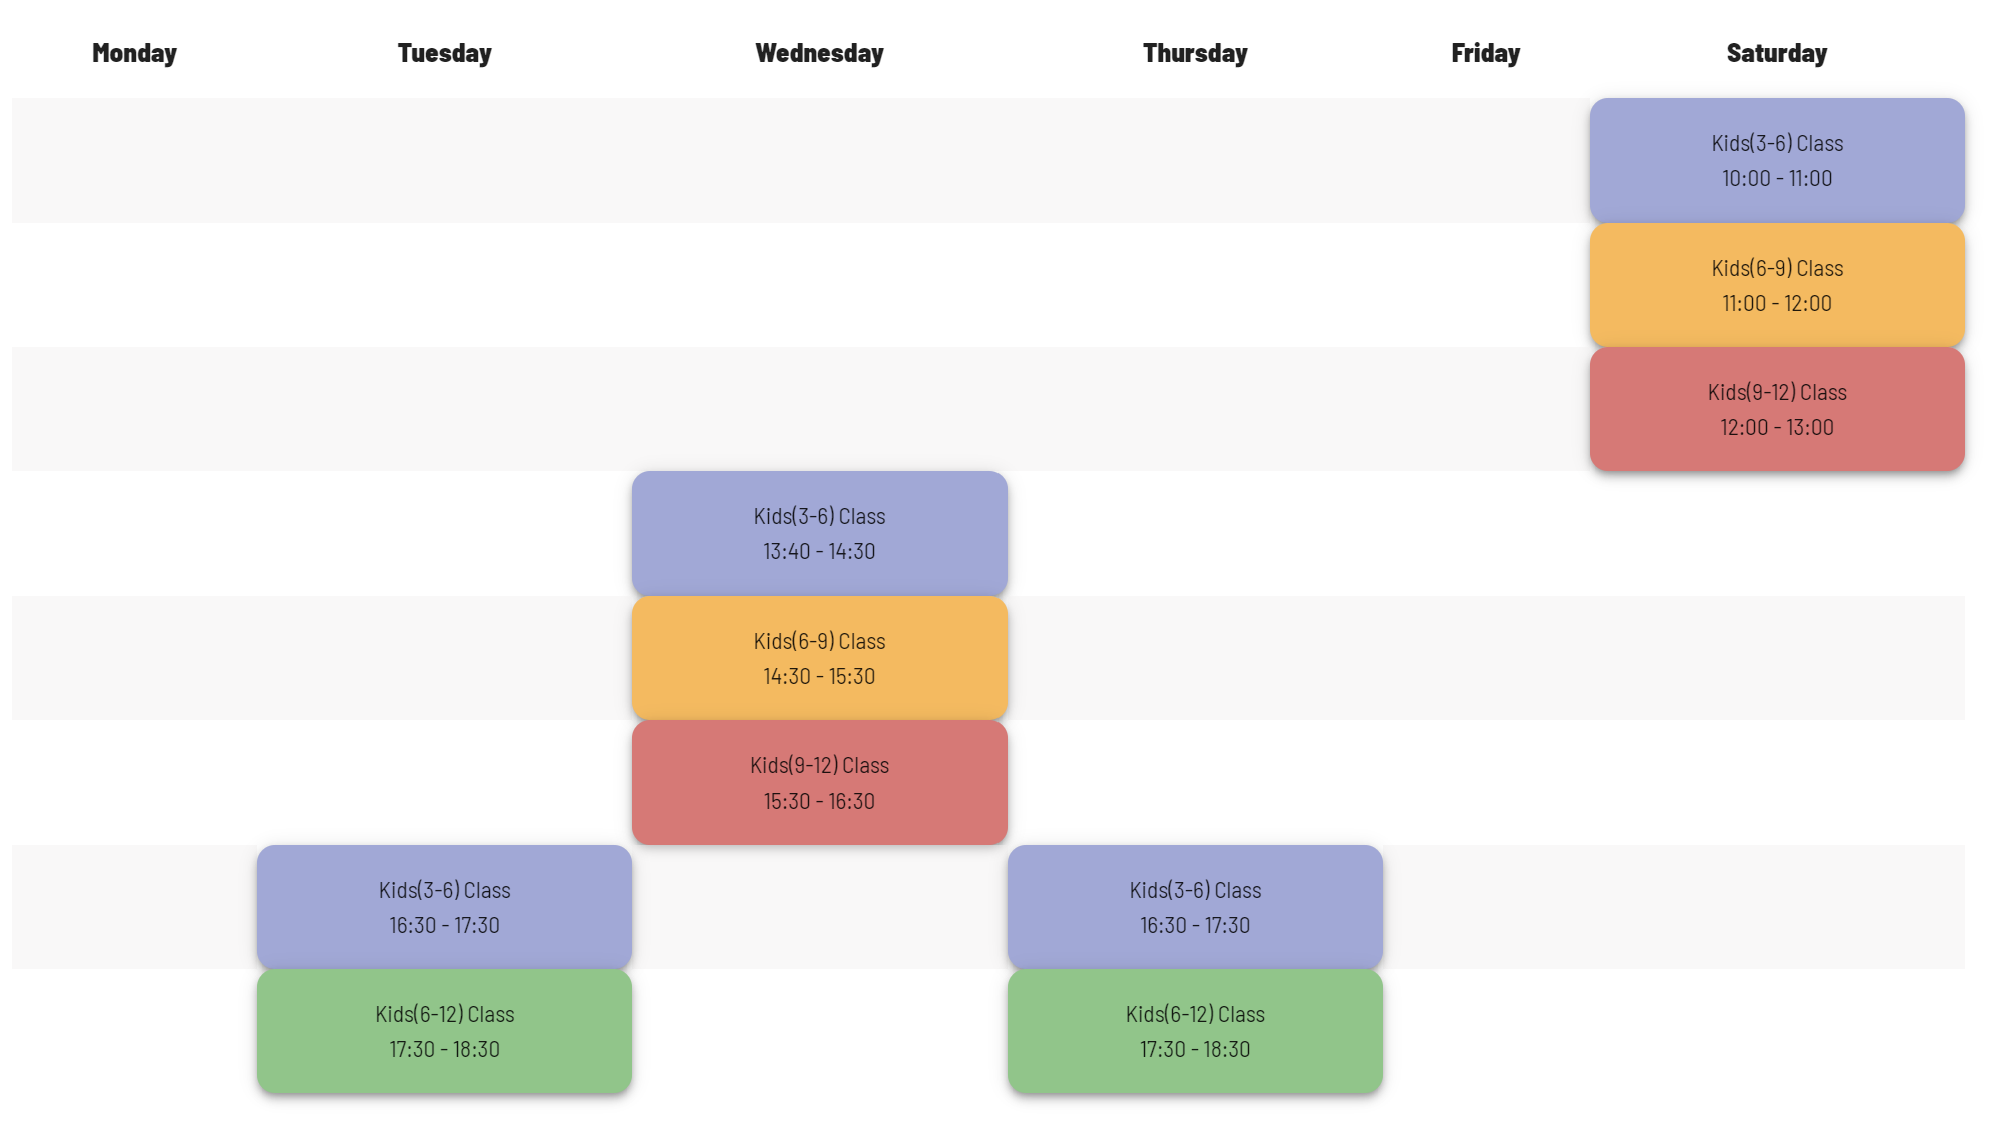 Monday
Tuesday
Wednesday
Thursday
Friday
Saturday
Kids(3-6) Class
10:00 - 11:00
Kids(6-9) Class
11:00 - 12:00
Kids(9-12) Class
12:00 - 13:00
Kids(3-6) Class
13:40 - 14:30
Kids(6-9) Class
14:30 - 15:30
Kids(9-12) Class
15:30 - 16:30
Kids(3-6) Class
16:30 - 17:30
Kids(3-6) Class
16:30 - 17:30
Kids(6-12) Class
17:30 - 18:30
Kids(6-12) Class
17:30 - 18:30